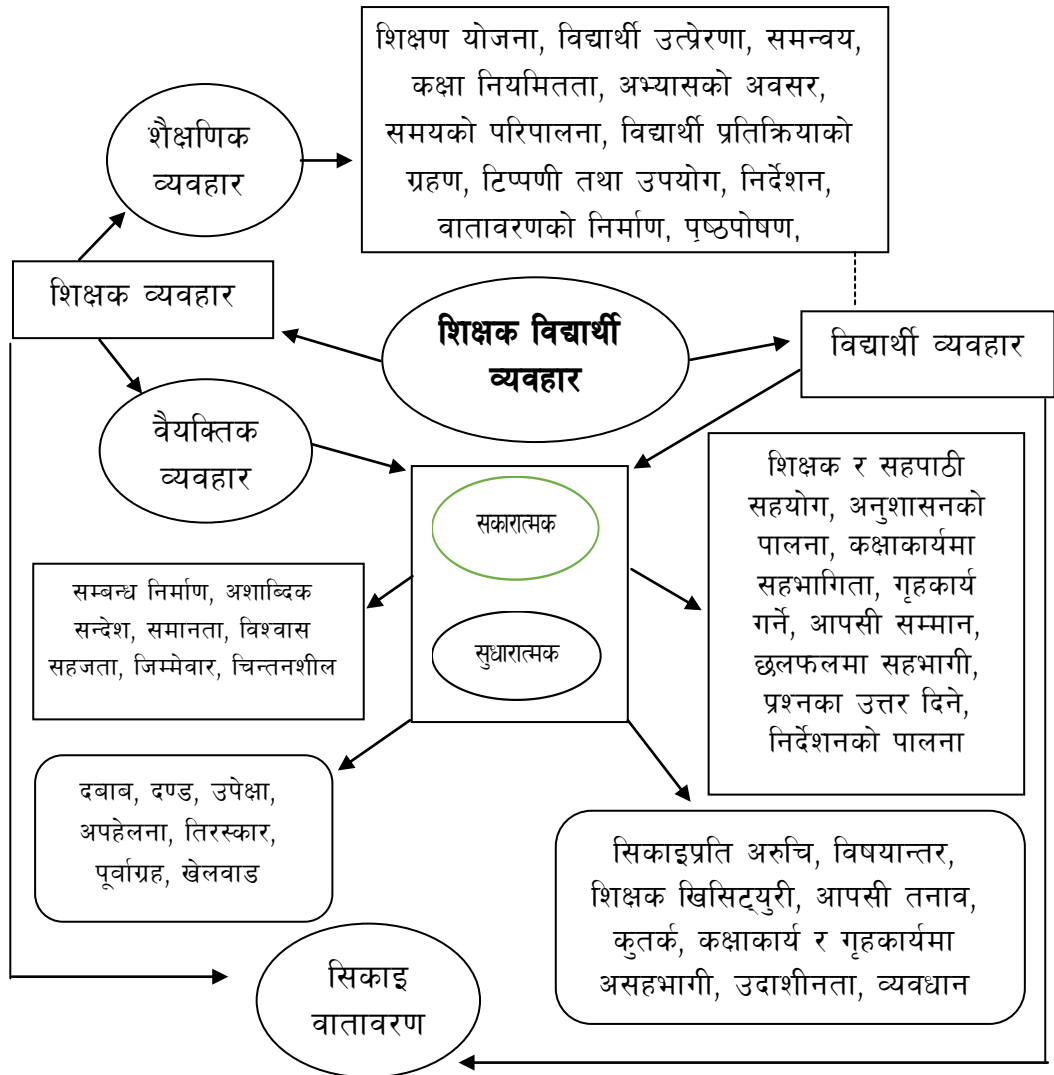 शिक्षण योजना, विद्यार्थी उत्प्रेरणा, समन्वय,
कक्षा नियमितता, अभ्यासको अवसर,
समयको परिपालना, विद्यार्थी प्रतिक्रियाको
ग्रहण, टिप्पणी तथा उपयोग, निर्देशन,
वातावरणको निर्माण, पृष्ठपोषण,
शैक्षणिक
व्यवहार
शिक्षक व्यवहार
शिक्षक विद्यार्थी
व्यवहार
विद्यार्थी व्यवहार
वैयक्तिक
व्यवहार
सकारात्मक
सुधारात्मक
शिक्षक र सहपाठी
सहयोग, अनुशासनको
पालना, कक्षाकार्यमा
सहभागिता, गृहकार्य
गर्ने, आपसी सम्मान,
छलफलमा सहभागी,
प्रश्नका उत्तर दिने,
निर्देशनको पालना
सम्बन्ध निर्माण, अशाब्दिक
सन्देश, समानता, विश्वास
सहजता, जिम्मेवार, चिन्तनशील
दबाब, दण्ड, उपेक्षा,
अपहेलना, तिरस्कार,
पूर्वाग्रह, खेलवाड
सिकाइप्रति अरुचि, विषयान्तर,
शिक्षक खिसिट्युरी, आपसी तनाव,
कुतर्क, कक्षाकार्य र गृहकार्यमा
असहभागी, उदाशीनता, व्यवधान
सिकाइ
वातावरण